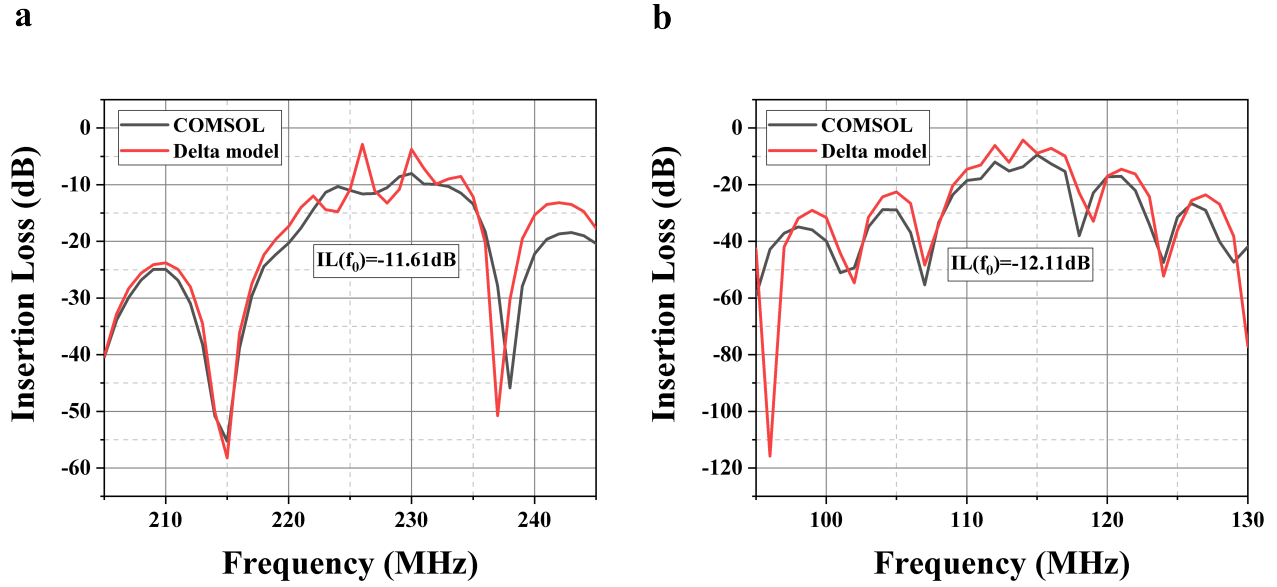 a
COMSOL
Delta model
IL(f₀)=-11.61dB
0
-10
-20
-30
-40
-50
-60
210
220
230
240
Insertion Loss (dB)
Frequency (MHz)
b
COMSOL
Delta model
IL(f₀)=-12.11dB
0
-20
-40
-60
-80
-100
-120
100
110
120
130
Insertion Loss (dB)
Frequency (MHz)